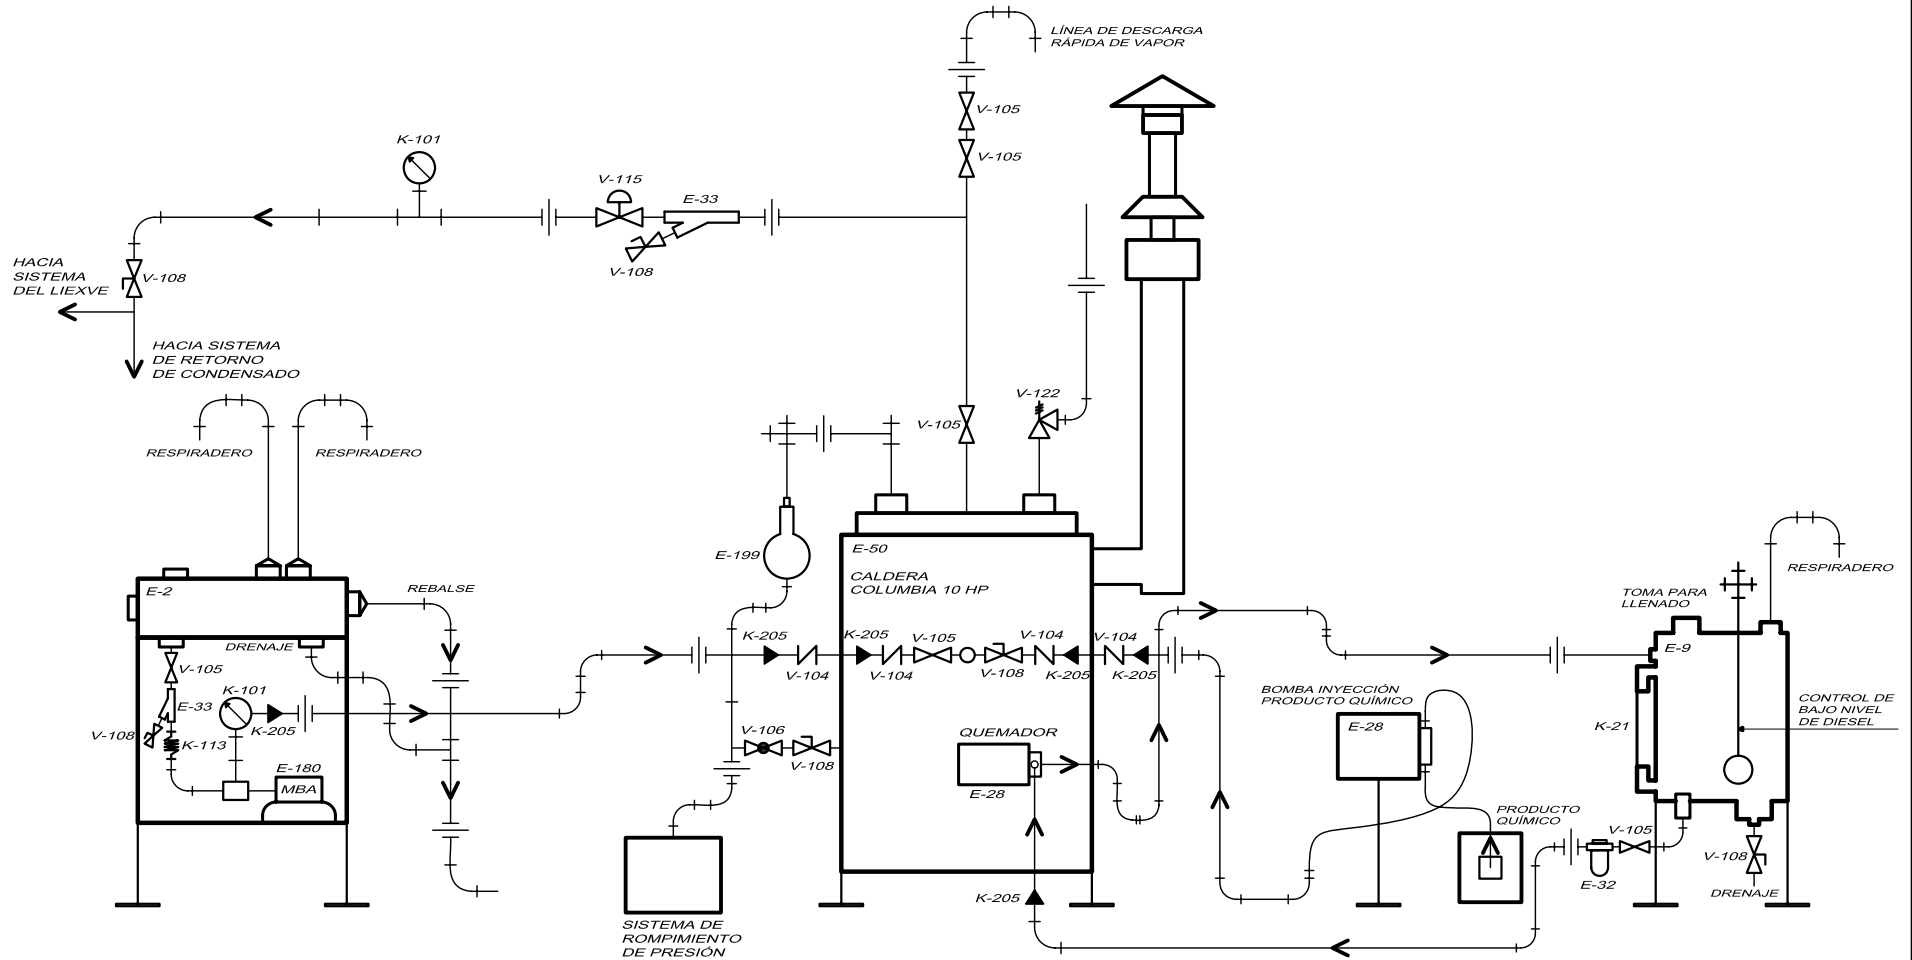 LÍNEA DE DESCARGA
RÁPIDA DE VAPOR
V-105
V-105
K-101
V-115
E-33
V-108
HACIA
SISTEMA
DEL LIEXVE
V-108
HACIA SISTEMA
DE RETORNO
DE CONDENSADO
V-122
V-105
RESPIRADERO
RESPIRADERO
E-199
E-50
CALDERA
COLUMBIA 10 HP
E-2
REBALSE
DRENAJE
V-105
K-101
E-33
K-205
V-108
K-113
E-180
MBA
K-205
V-104
K-205
V-104
V-105
V-108
V-104
K-205
V-104
K-205
V-106
V-108
QUEMADOR
E-28
K-205
SISTEMA DE
ROMPIMIENTO
DE PRESIÓN
BOMBA INYECCIÓN
PRODUCTO QUÍMICO
E-28
PRODUCTO
QUÍMICO
RESPIRADERO
TOMA PARA
LLENADO
E-9
K-21
CONTROL DE
BAJO NIVEL
DE DIESEL
V-105
E-32
V-108
DRENAJE